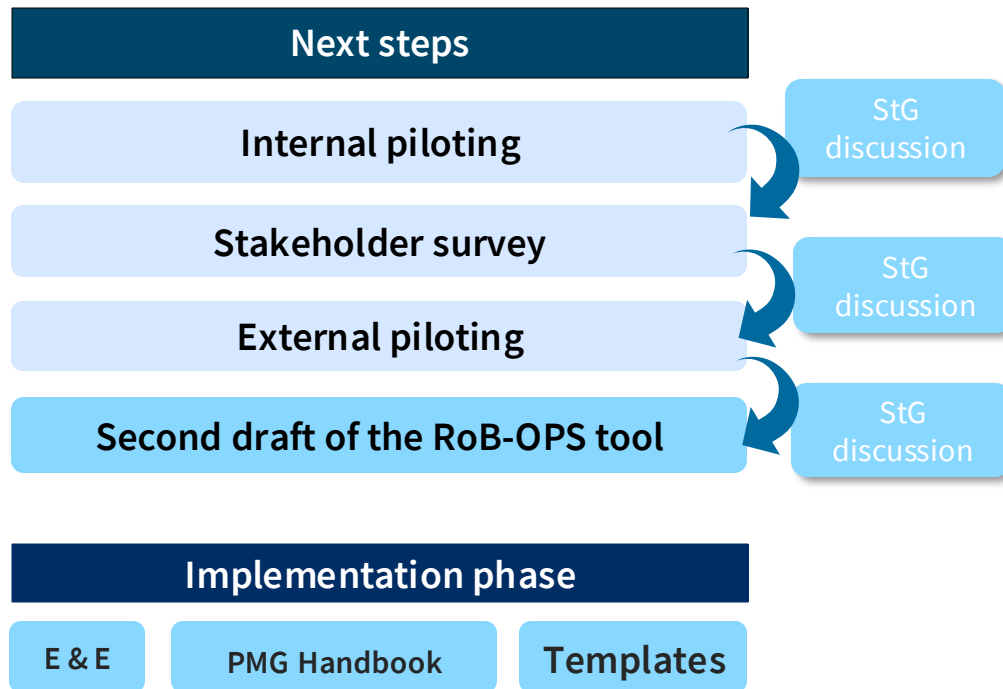 Next steps
Internal piloting
StG
discussion
Stakeholder survey
StG
discussion
External piloting
Second draft of the RoB-OPS tool
StG
discussion
Implementation phase
E & E
PMG Handbook
Templates